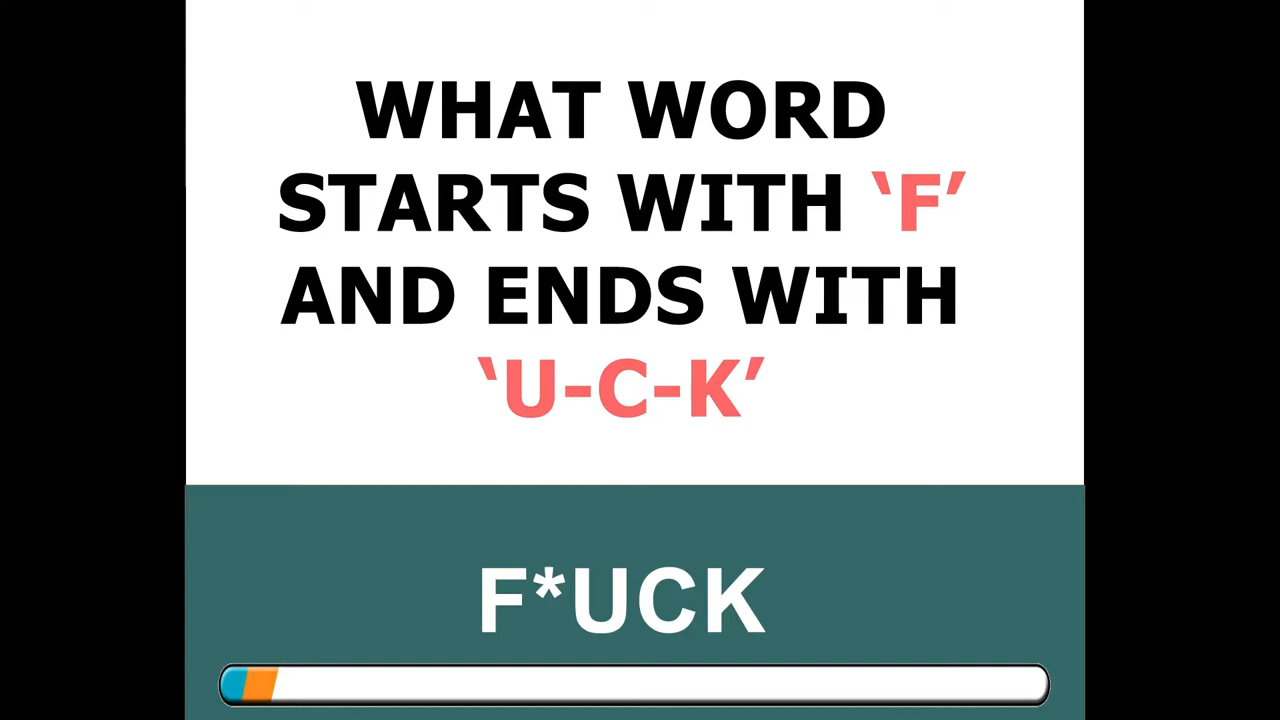 WHAT WORD
STARTS WITH ‘F’
AND ENDS WITH
‘U-C-K’
F*UCK